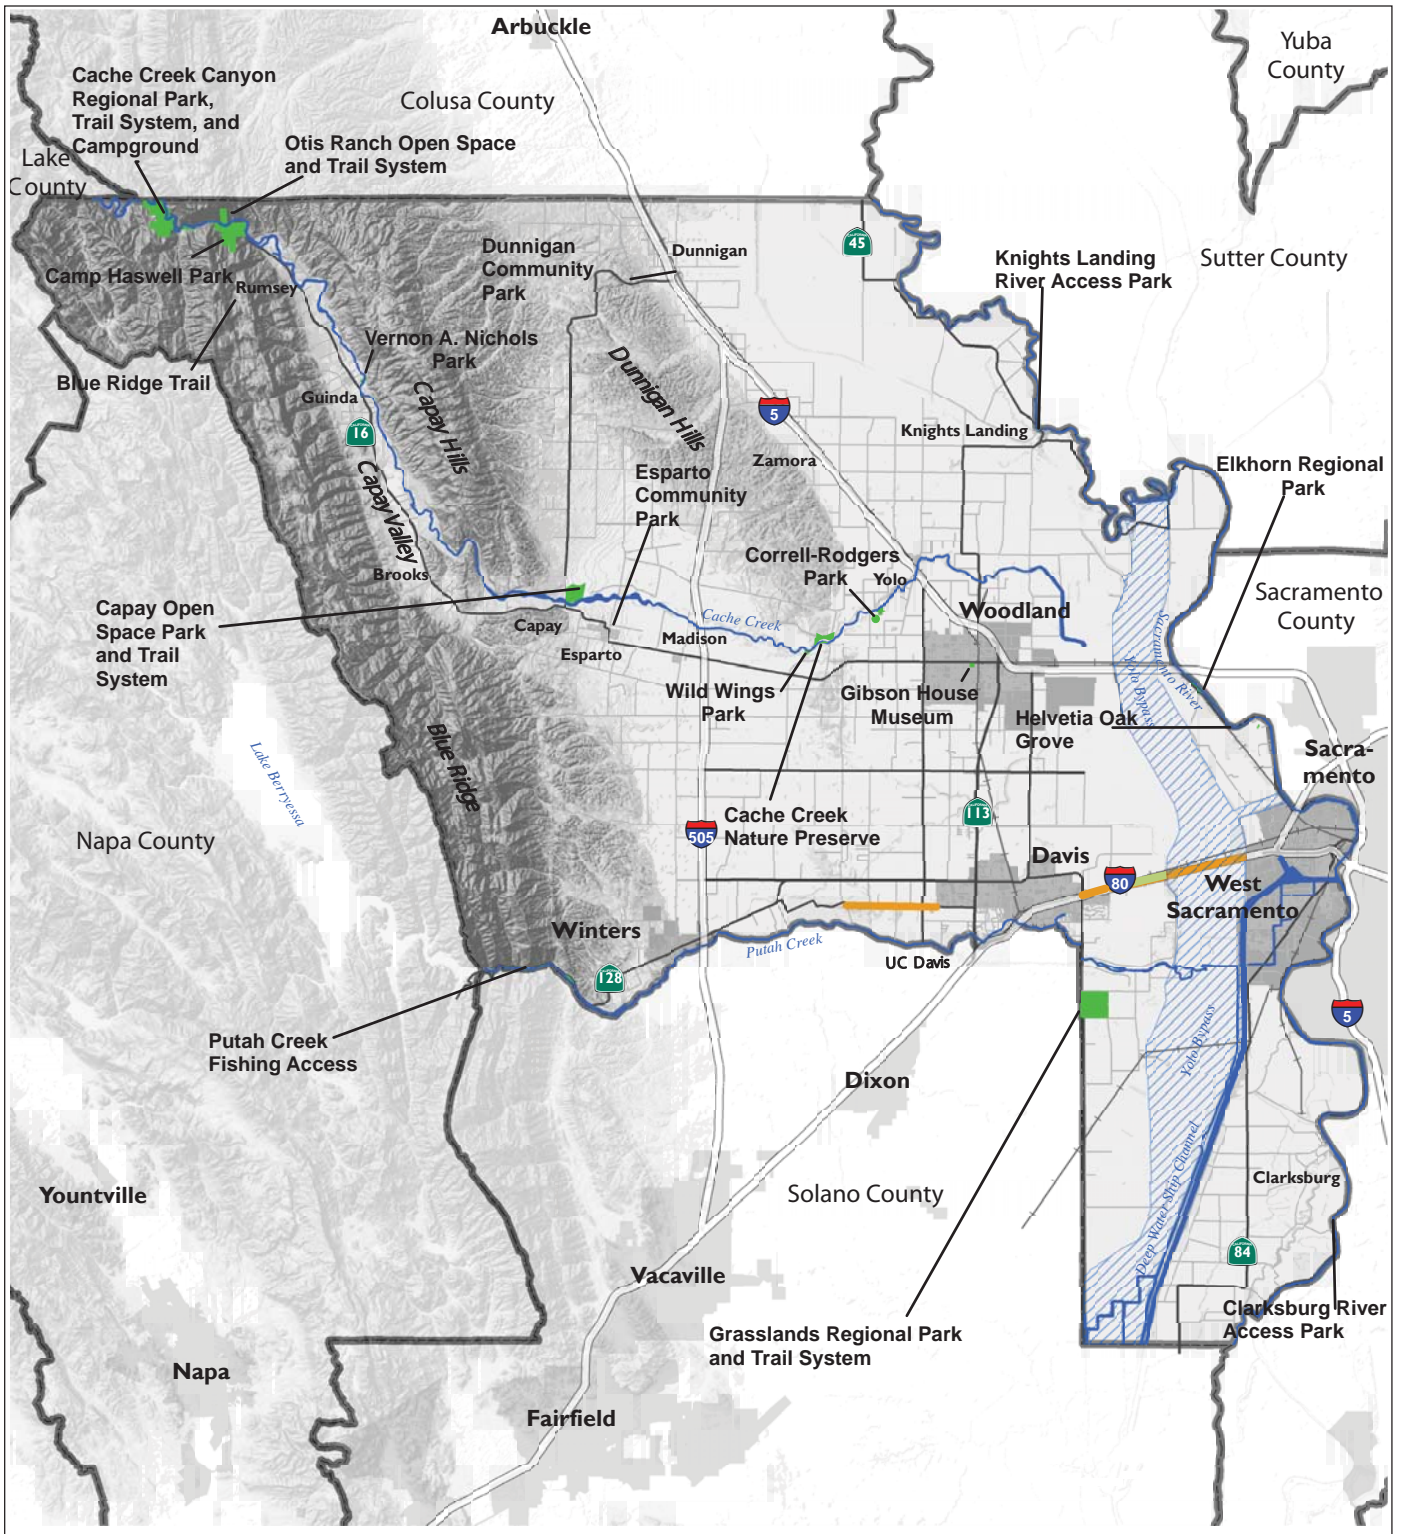 Arbuckle
Yuba
County
Cache Creek Canyon
Regional Park,
Trail System, and
Campground
Colusa County
Otis Ranch Open Space
and Trail System
Lake
County
45
Dunnigan
Community
Park
Dunnigan
Knights Landing
River Access Park
Sutter County
Camp Haswell Park
Rumsey
Vernon A. Nichols
Park
Blue Ridge Trail
Guinda
Capay Hills
Dunnigan Hills
5
CALIFORNIA
16
Knights Landing
Zamora
Capay Valley
Esparto
Community
Park
Elkhorn Regional
Park
Correll-Rodgers
Park
Yolo
Brooks
Woodland
Sacramento
County
Capay Open
Space Park
and Trail
System
Capay
Cache Creek
Madison
Esparto
Sacramento River
Yolo Bypass
Wild Wings
Park
Gibson House
Museum
Helvetia Oak
Grove
Blue Ridge
Lake Berryessa
Sacra-
mento
Cache Creek
Nature Preserve
113
505
Napa County
Davis
80
West
Sacramento
Winters
Putah Creek
UC Davis
128
5
Putah Creek
Fishing Access
Yolo Bypass
Dixon
Deep Water Ship Channel
Clarksburg
Yountville
Solano County
84
Vacaville
Clarksburg River
Access Park
Grasslands Regional Park
and Trail System
Napa
Fairfield